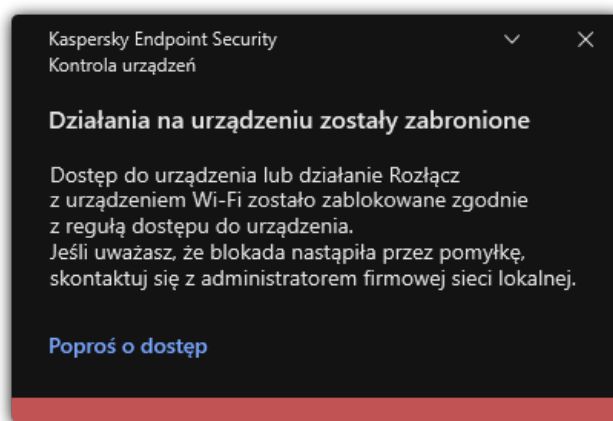 Kaspersky Endpoint Security
Kontrola urządzeń
Działania na urządzeniu zostały zabronione
Dostęp do urządzenia lub działanie Rozłącz
z urządzeniem Wi-Fi zostało zablokowane zgodnie
z regułą dostępu do urządzenia.
Jeśli uważasz, że blokada nastąpiła przez pomyłkę,
skontaktuj się z administratorem firmowej sieci lokalnej.
Poproś o dostęp